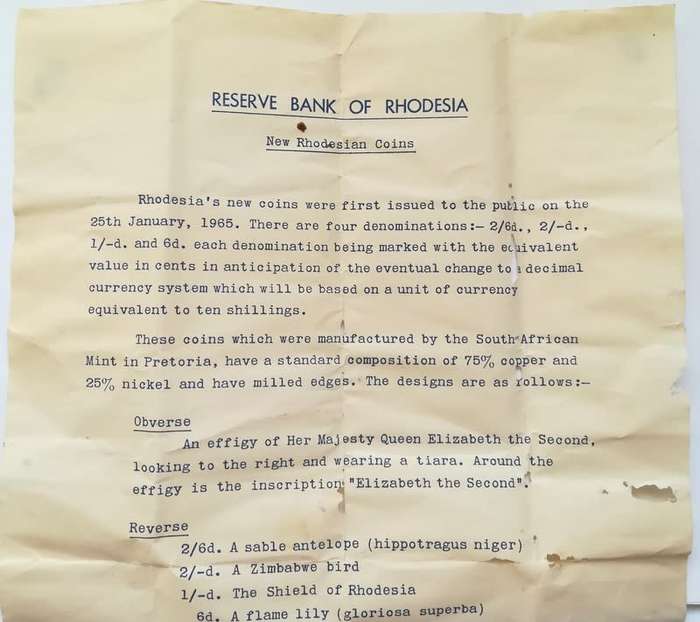 RESERVE BANK OF RHODESIA
New Rhodesian Coins
Rhodesia's new coins were first issued to the public on the
25th January, 1965. There are four denominations:— 2/6d., 2/-d.,
1/-d. and 6d. each denomination being marked with the equivalent
value in cents in anticipation of the eventual change to a decimal
currency system which will be based on a unit of currency
equivalent to ten shillings.
These coins which were manufactured by the South African
Mint in Pretoria, have a standard composition of 75% copper and
25% nickel and have milled edges. The designs are as follows:—
Obverse
An effigy of Her Majesty Queen Elizabeth the Second,
looking to the right and wearing a tiara. Around the
effigy is the inscription "Elizabeth the Second".
Reverse
2/6d. A sable antelope (hippotragus niger)
2/-d. A Zimbabwe bird
1/-d. The Shield of Rhodesia
6d. A flame lily (gloriosa superba)